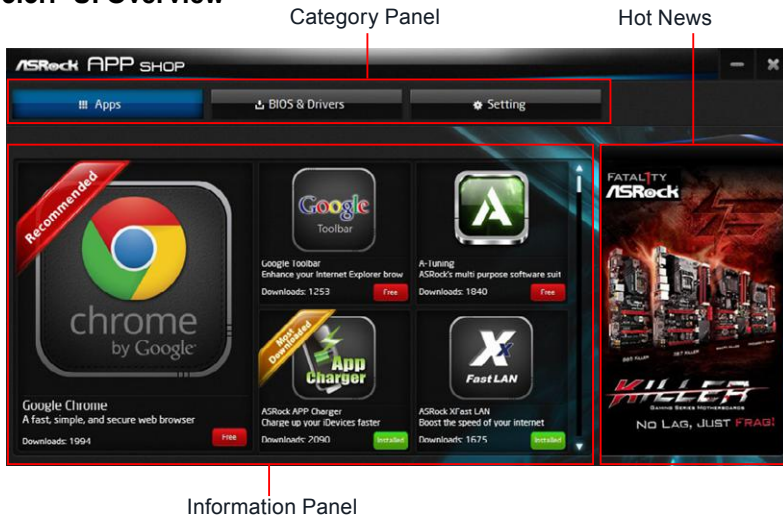 UI Overview
Category Panel
Hot News
ASRock APP SHOP
Apps
BIOS & Drivers
Setting
Recommended
chrome
by Google
Google Chrome
A fast, simple, and secure web browser
Downloads: 1994
Free
Google
Toolbar
Google Toolbar
Enhance your Internet Explorer brow
Downloads: 1253
Free
A-Tuning
ASRock's multi purpose software suit
Downloads: 1840
Free
Most
Downloaded
App
Charger
ASRock APP Charger
Charge up your iDevices faster
Downloads: 2090
Installed
Fast LAN
ASRock XFast LAN
Boost the speed of your internet
Downloads: 1675
Installed
FATAL1TY
ASRock
KILLER
GAMING SERIES MOTHERBOARDS
NO LAG, JUST FRAG!
Information Panel